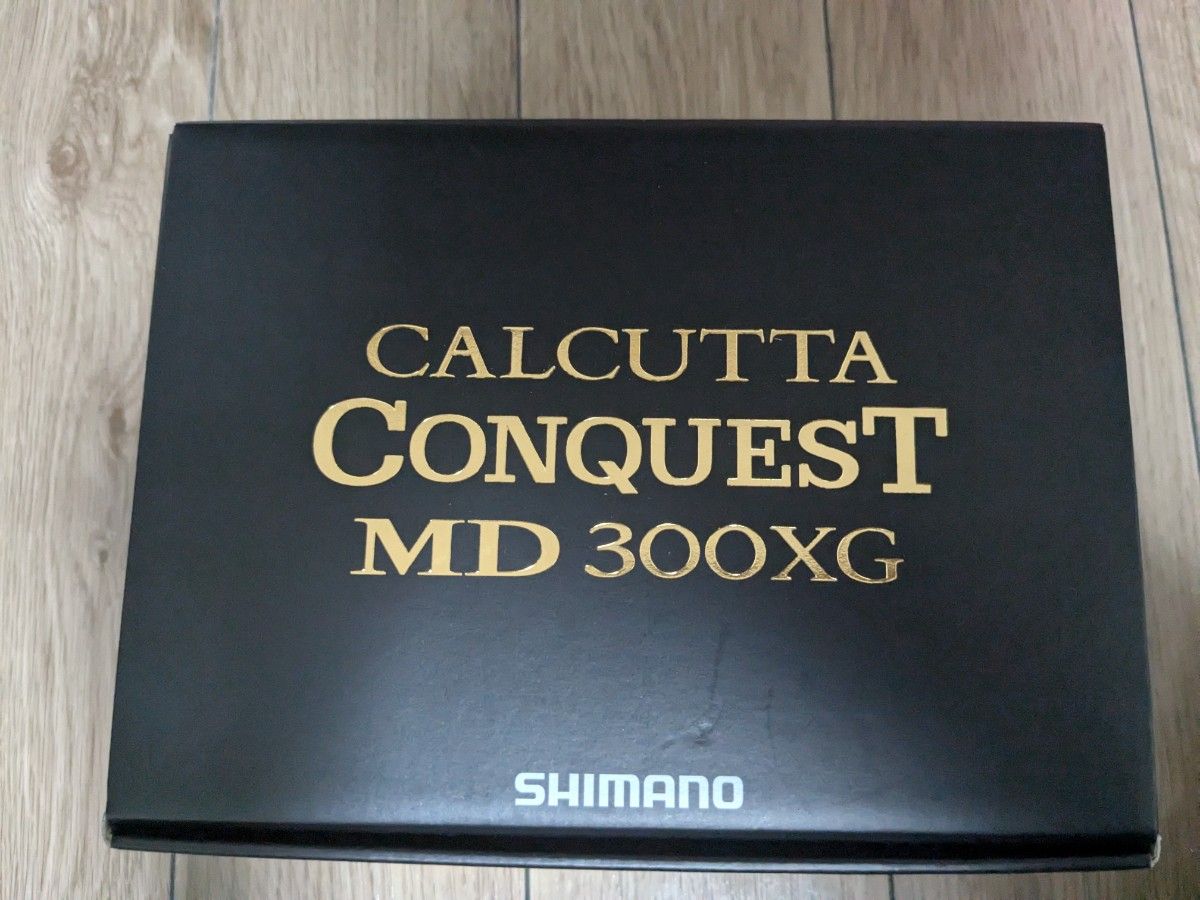 CALCUTTA
CONQUEST
MD 300XG
SHIMANO